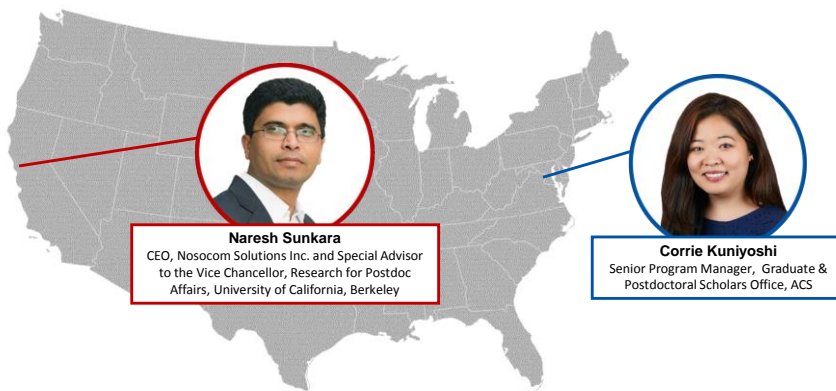 Naresh Sunkara
CEO, Nosocom Solutions Inc. and Special Advisor
to the Vice Chancellor, Research for Postdoc
Affairs, University of California, Berkeley
Corrie Kuniyoshi
Senior Program Manager, Graduate &
Postdoctoral Scholars Office, ACS